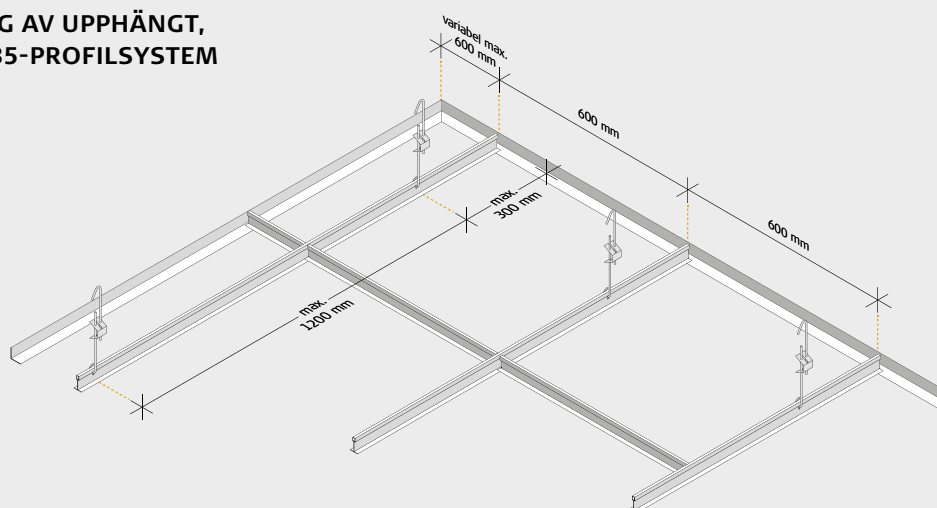 G AV UPPHÄNGT,
35-PROFILSYSTEM
variabel max.
600 mm
600 mm
600 mm
max.
300 mm
max.
1200 mm